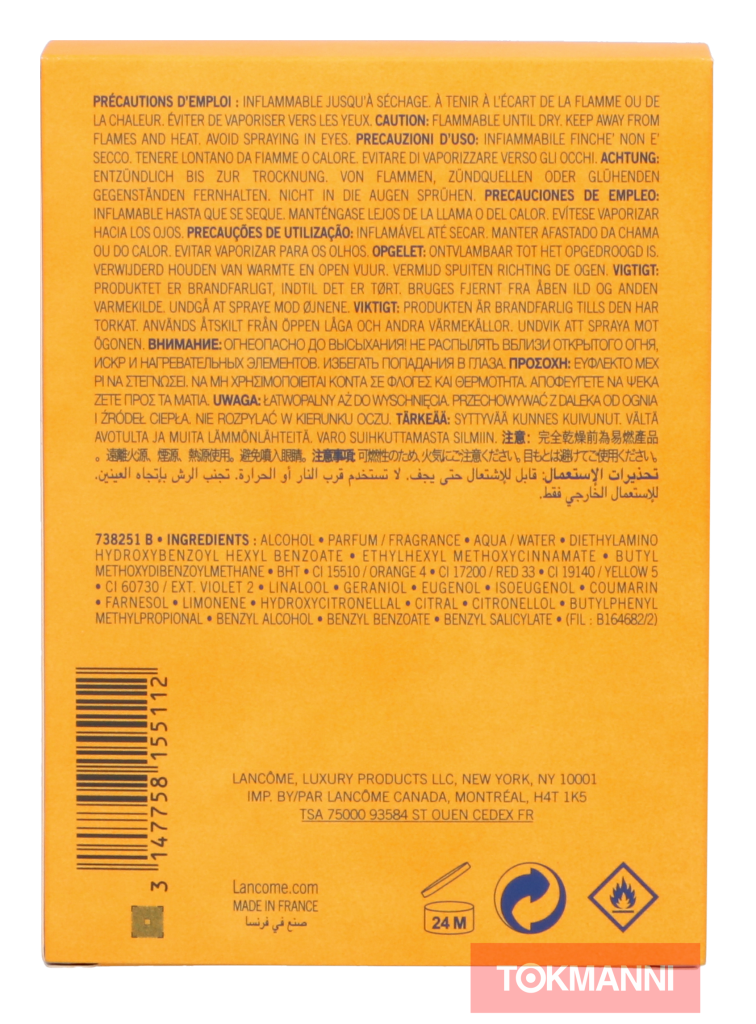 PRÉCAUTIONS D'EMPLOI : INFLAMMABLE JUSQU'À SÉCHAGE. À TENIR À L'ÉCART DE LA FLAMME OU DE
LA CHALEUR. ÉVITER DE VAPORISER VERS LES YEUX. CAUTION: FLAMMABLE UNTIL DRY. KEEP AWAY FROM
FLAMES AND HEAT. AVOID SPRAYING IN EYES. PRECAUZIONI D'USO: INFIAMMABILE FINCHE' NON E'
SECCO. TENERE LONTANO DA FIAMME O CALORE. EVITARE DI VAPORIZZARE VERSO GLI OCCHI. ACHTUNG:
ENTZÜNDLICH BIS ZUR TROCKNUNG. VON FLAMMEN, ZÜNDQUELLEN ODER GLÜHENDEN
GEGENSTÄNDEN FERNHALTEN. NICHT IN DIE AUGEN SPRÜHEN. PRECAUCIONES DE EMPLEO:
INFLAMABLE HASTA QUE SE SEQUE. MANTÉNGASE LEJOS DE LA LLAMA O DEL CALOR. EVÍTESE VAPORIZAR
HACIA LOS OJOS. PRECAUÇÕES DE UTILIZAÇÃO: INFLAMÁVEL ATÉ SECAR. MANTER AFASTADO DA CHAMA
OU DO CALOR. EVITAR VAPORIZAR PARA OS OLHOS. OPGELET: ONTVLAMBAAR TOT HET OPGEDROOGD IS.
VERWIJDERD HOUDEN VAN WARMTE EN OPEN VUUR. VERMIJD SPUITEN RICHTING DE OGEN. VIGTIGT:
PRODUKTET ER BRANDFARLIGT, INDTIL DET ER TØRT. BRUGES FJERNT FRA ÅBEN ILD OG ANDEN
VARMEKILDE. UNDGÅ AT SPRAYE MOD ØJNENE. VIKTIGT: PRODUKTEN ÄR BRANDFARLIG TILLS DEN HAR
TORKAT. ANVÄNDS ÅTSKILT FRÅN ÖPPEN LÅGA OCH ANDRA VÄRMEKÄLLOR. UNDVIK ATT SPRAYA MOT
ÖGONEN. ВНИМАНИЕ: ОГНЕОПАСНО ДО ВЫСЫХАНИЯ! НЕ РАСПЫЛЯТЬ ВБЛИЗИ ОТКРЫТОГО ОГНЯ,
ИСКР И НАГРЕВАТЕЛЬНЫХ ЭЛЕМЕНТОВ. ИЗБЕГАТЬ ПОПАДАНИЯ В ГЛАЗА. ΠΡΟΣΟΧΗ: ΕΥΦΛΕΚΤΟ ΜΕΧ
ΡΙ ΝΑ ΣΤΕΓΝΩΣΕΙ. ΝΑ ΜΗ ΧΡΗΣΙΜΟΠΟΙΕΙΤΑΙ ΚΟΝΤΑ ΣΕ ΦΛΟΓΕΣ ΚΑΙ ΘΕΡΜΟΤΗΤΑ. ΑΠΟΦΕΥΓΕΤΕ ΝΑ ΨΕΚΑ
ΖΕΤΕ ΠΡΟΣ ΤΑ ΜΑΤΙΑ. UWAGA: ŁATWOPALNY AŻ DO WYSCHNIĘCIA. PRZECHOWYWAĆ Z DALEKA OD OGNIA
I ŹRÓDEŁ CIEPŁA. NIE ROZPYLAĆ W KIERUNKU OCZU. TÄRKEÄÄ: SYTTYVÄÄ KUNNES KUIVUNUT. VÄLTÄ
AVOTULTA JA MUITA LÄMMÖNLÄHTEITÄ. VARO SUIHKUTTAMASTA SILMIIN. 注意: 完全乾燥前為易燃產品
。遠離火源、煙源、熱源使用。避免噴入眼睛。注意事項: 可燃性のため、火気にご注意ください。目もとは避けてご使用ください。
تحذيرات الإستعمال: قابل للإشتعال حتى يجف. لا تستخدم قرب النار أو الحرارة. تجنب الرش بإتجاه العينين.
للإستعمال الخارجي فقط.
738251 B • INGREDIENTS : ALCOHOL • PARFUM / FRAGRANCE • AQUA / WATER • DIETHYLAMINO
HYDROXYBENZOYL HEXYL BENZOATE • ETHYLHEXYL METHOXYCINNAMATE • BUTYL
METHOXYDIBENZOYLMETHANE • BHT • CI 15510 / ORANGE 4 • CI 17200 / RED 33 • CI 19140 / YELLOW 5
• CI 60730 / EXT. VIOLET 2 • LINALOOL • GERANIOL • EUGENOL • ISOEUGENOL • COUMARIN
• FARNESOL • LIMONENE • HYDROXYCITRONELLAL • CITRAL • CITRONELLOL • BUTYLPHENYL
METHYLPROPIONAL • BENZYL ALCOHOL • BENZYL BENZOATE • BENZYL SALICYLATE • (FIL : B164682/2)
3 147758 155112
LANCÔME, LUXURY PRODUCTS LLC, NEW YORK, NY 10001
IMP. BY/PAR LANCÔME CANADA, MONTRÉAL, H4T 1K5
TSA 75000 93584 ST OUEN CEDEX FR
Lancome.com
MADE IN FRANCE
صنع في فرنسا
24 M
TOKMANNI